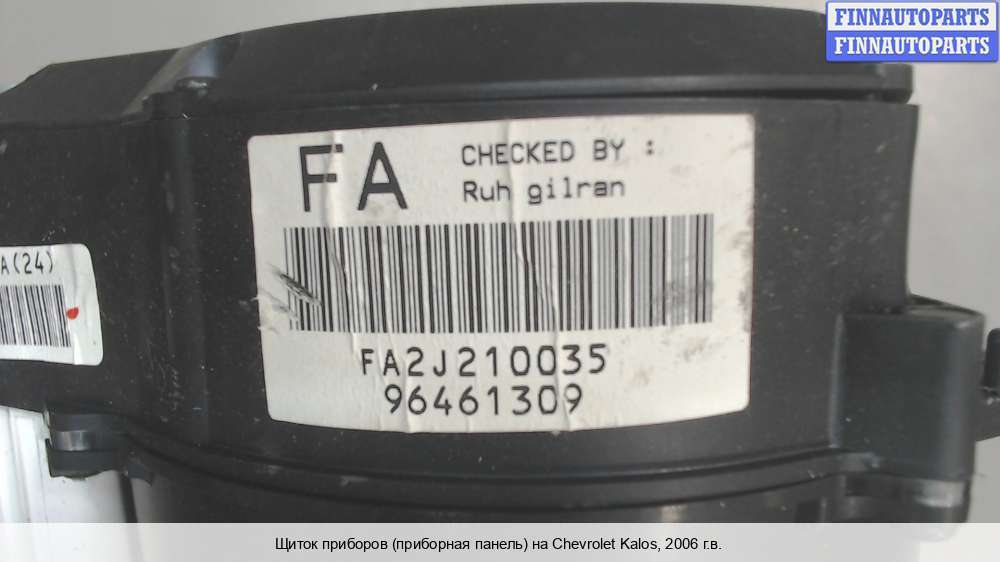 FINNAUTOPARTS
FINNAUTOPARTS
FA
CHECKED BY :
Ruh gilran
A(24)
FA2J210035
96461309
Щиток приборов (приборная панель) на Chevrolet Kalos, 2006 г.в.